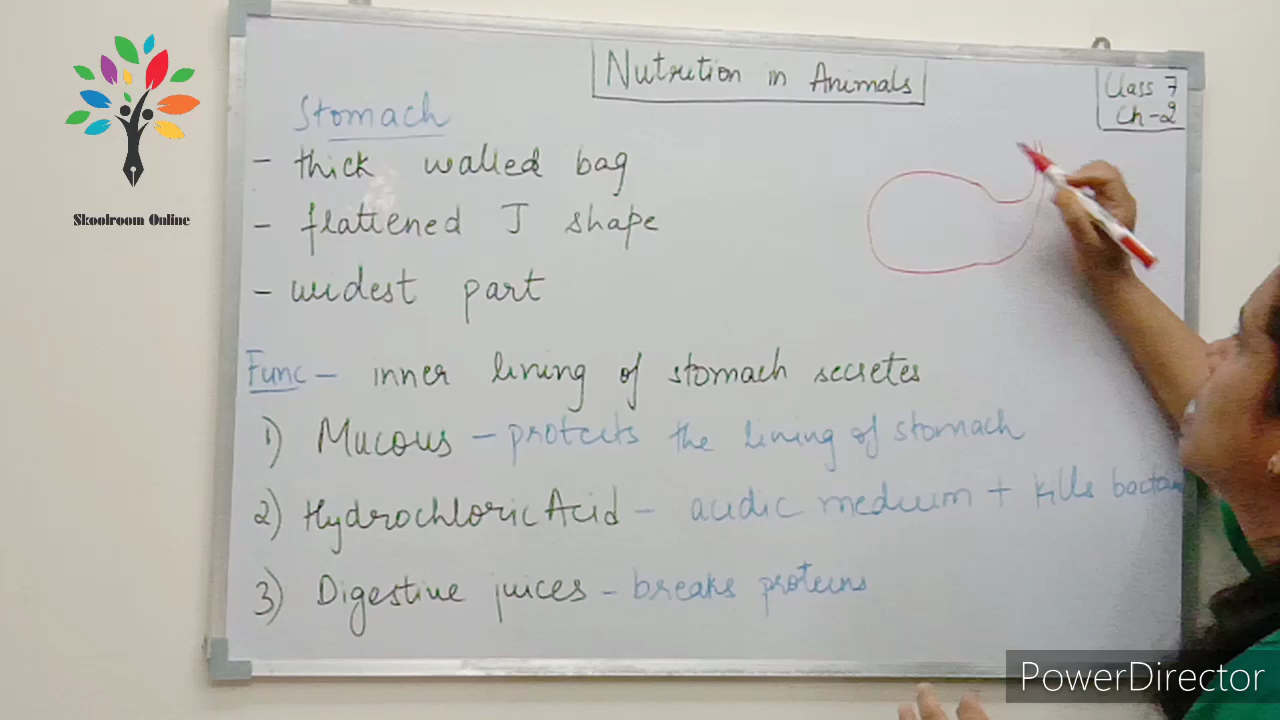 Nutrition in Animals
Class 7
Ch-2
Stomach
- thick walled bag
- flattened J shape
- widest part
Func - inner lining of stomach secretes
1) Mucous - protects the lining of stomach
2) Hydrochloric Acid - acidic medium + kills
3) Digestive juices - breaks proteins
Skoolroom Online
PowerDirector